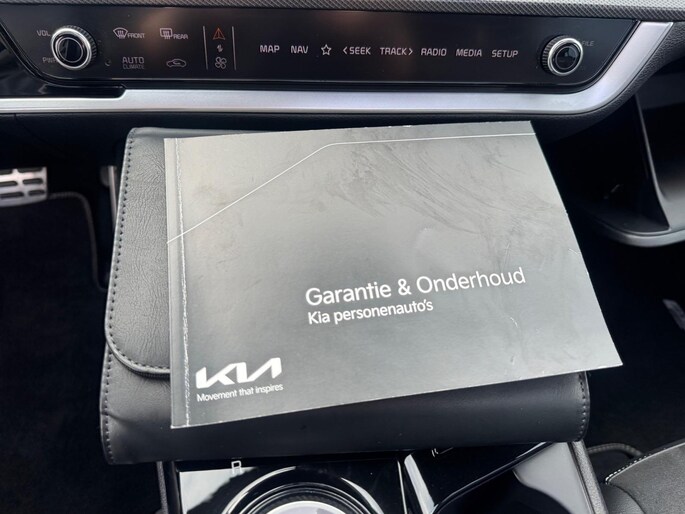 VOL
PWR
FRONT
REAR
AUTO
CLIMATE
MAP
NAV
< SEEK
TRACK >
RADIO
MEDIA
SETUP
Garantie & Onderhoud
Kia personenauto's
KIA
Movement that inspires